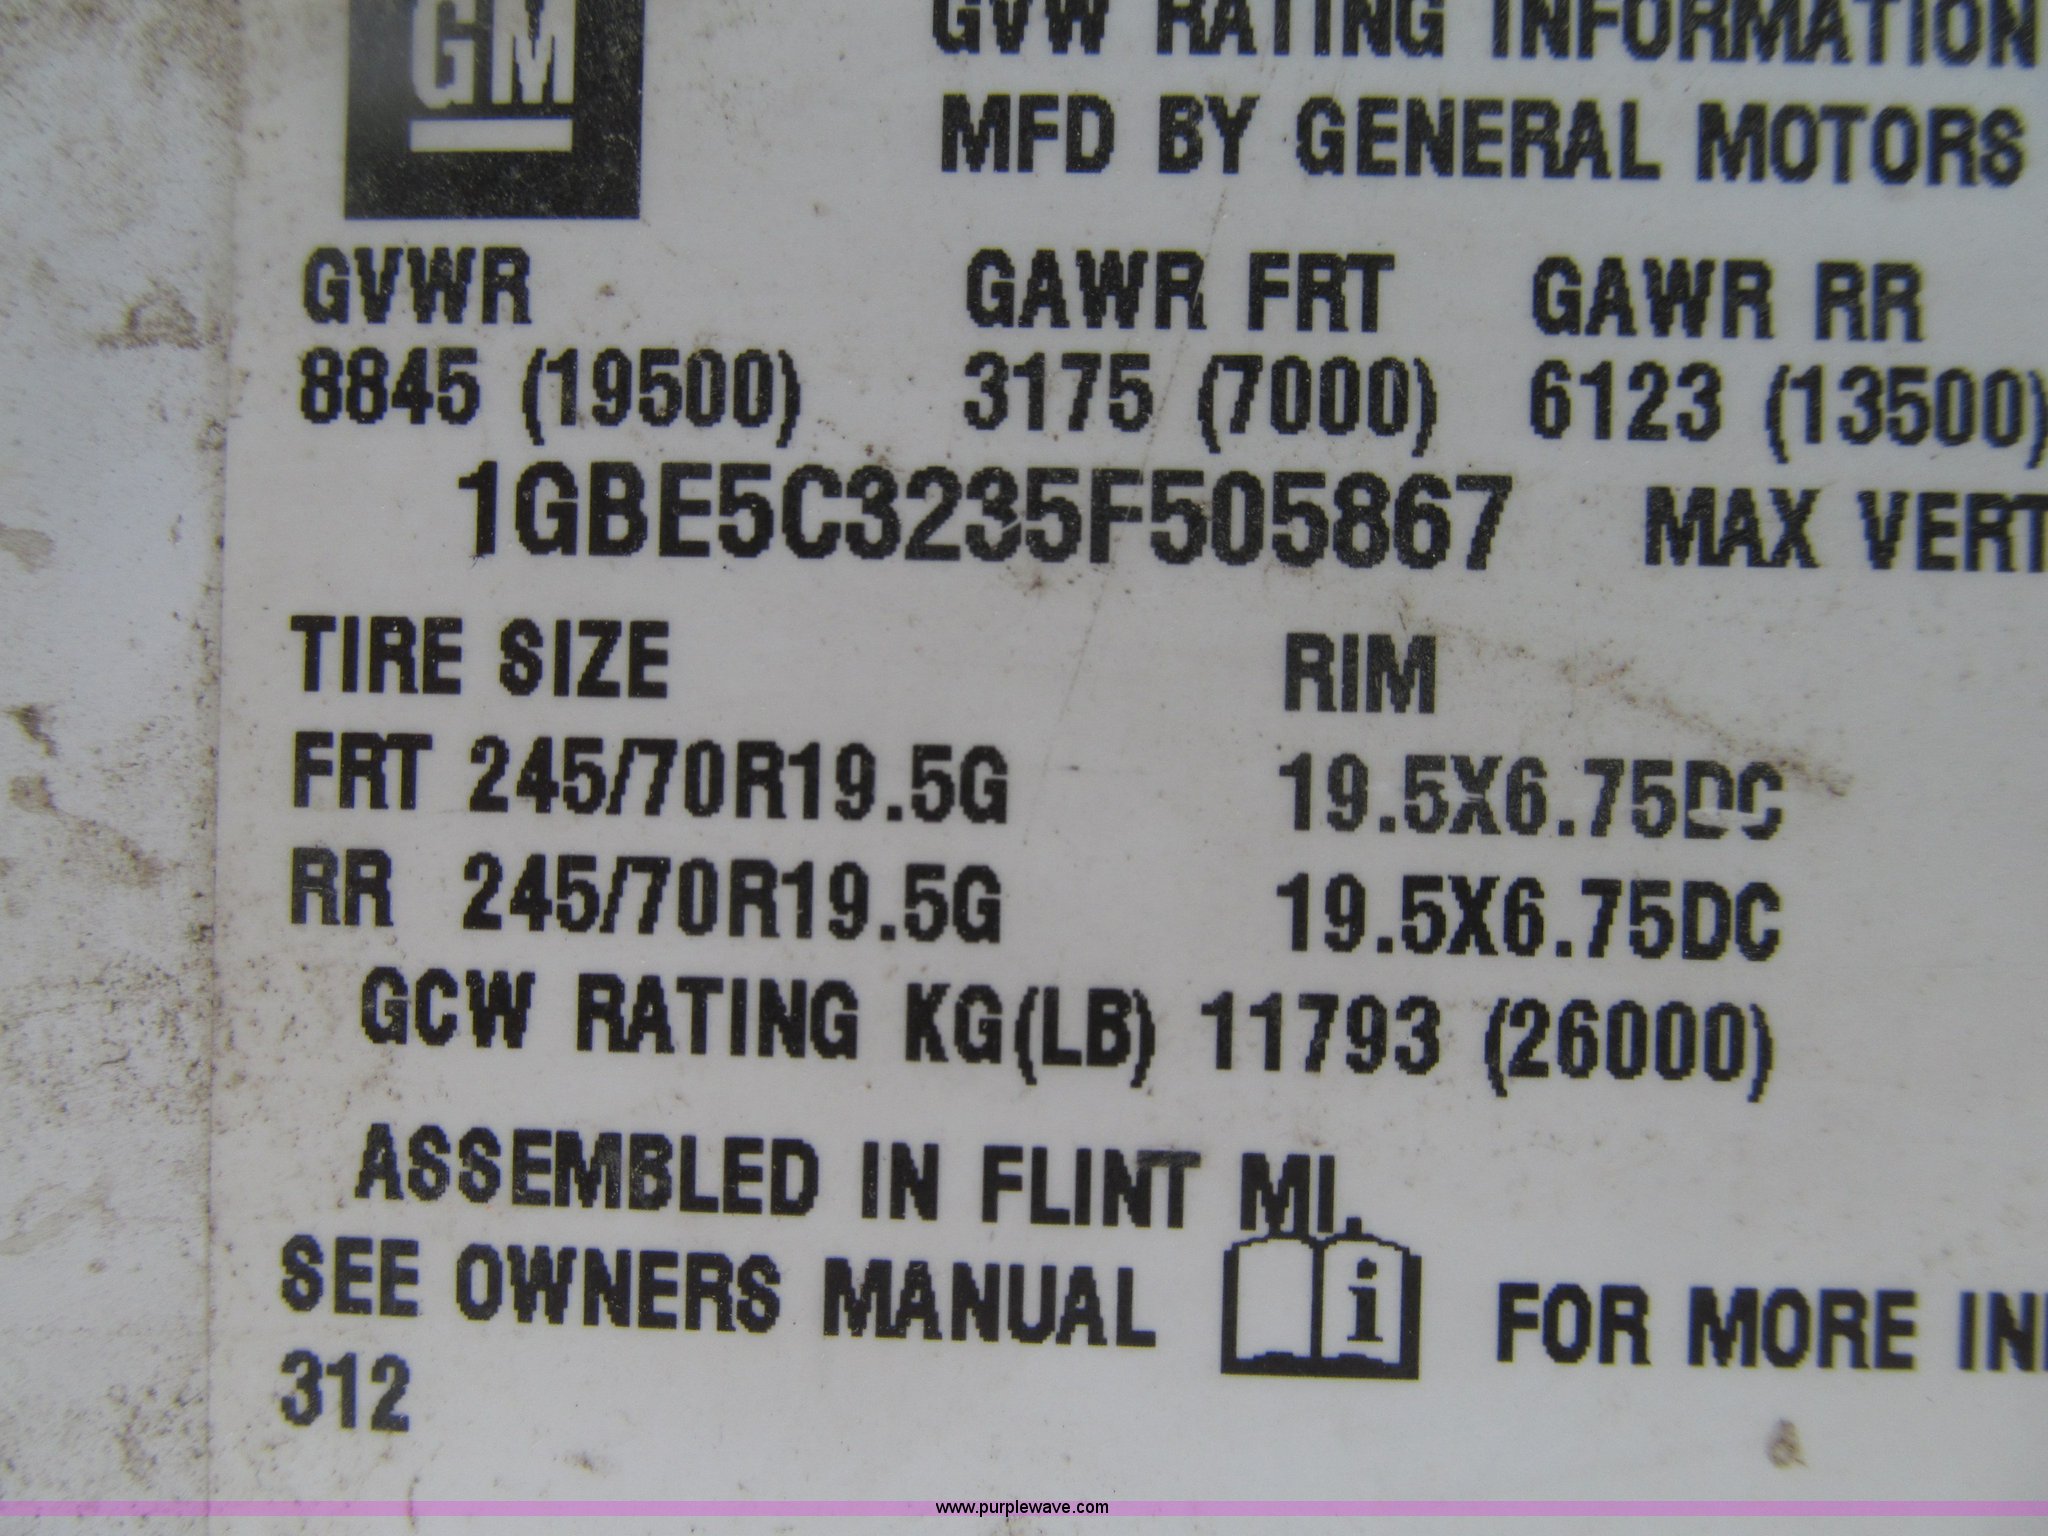 GM
GVW RATING INFORMATION
MFD BY GENERAL MOTORS
GVWR GAWR FRT GAWR RR
8845 (19500) 3175 (7000) 6123 (13500)
1GBE5C3235F505867 MAX VERT
TIRE SIZE RIM
FRT 245/70R19.5G 19.5X6.75DC
RR 245/70R19.5G 19.5X6.75DC
GCW RATING KG(LB) 11793 (26000)
ASSEMBLED IN FLINT MI.
SEE OWNERS MANUAL i FOR MORE IN
312
www.purplewave.com